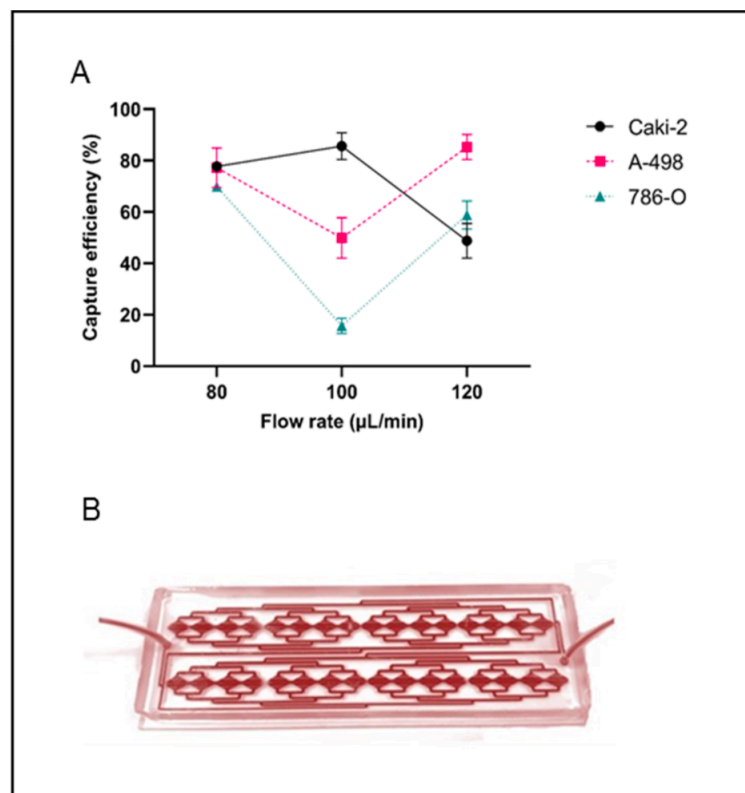 A
100
80
60
40
20
0
Capture efficiency (%)
80
100
120
Flow rate (µL/min)
Caki-2
A-498
786-O
B